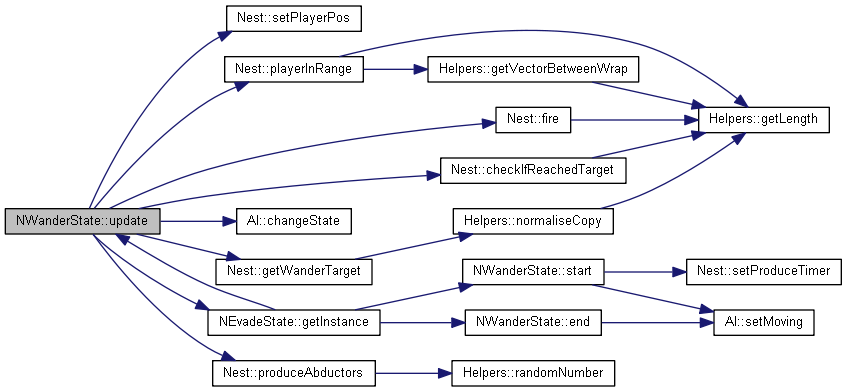 Nest::setPlayerPos
Nest::playerInRange
Helpers::getVectorBetweenWrap
Nest::fire
Helpers::getLength
Nest::checkIfReachedTarget
NWanderState::update
AI::changeState
Helpers::normaliseCopy
Nest::getWanderTarget
NWanderState::start
Nest::setProduceTimer
NEvadeState::getInstance
NWanderState::end
AI::setMoving
Nest::produceAbductors
Helpers::randomNumber